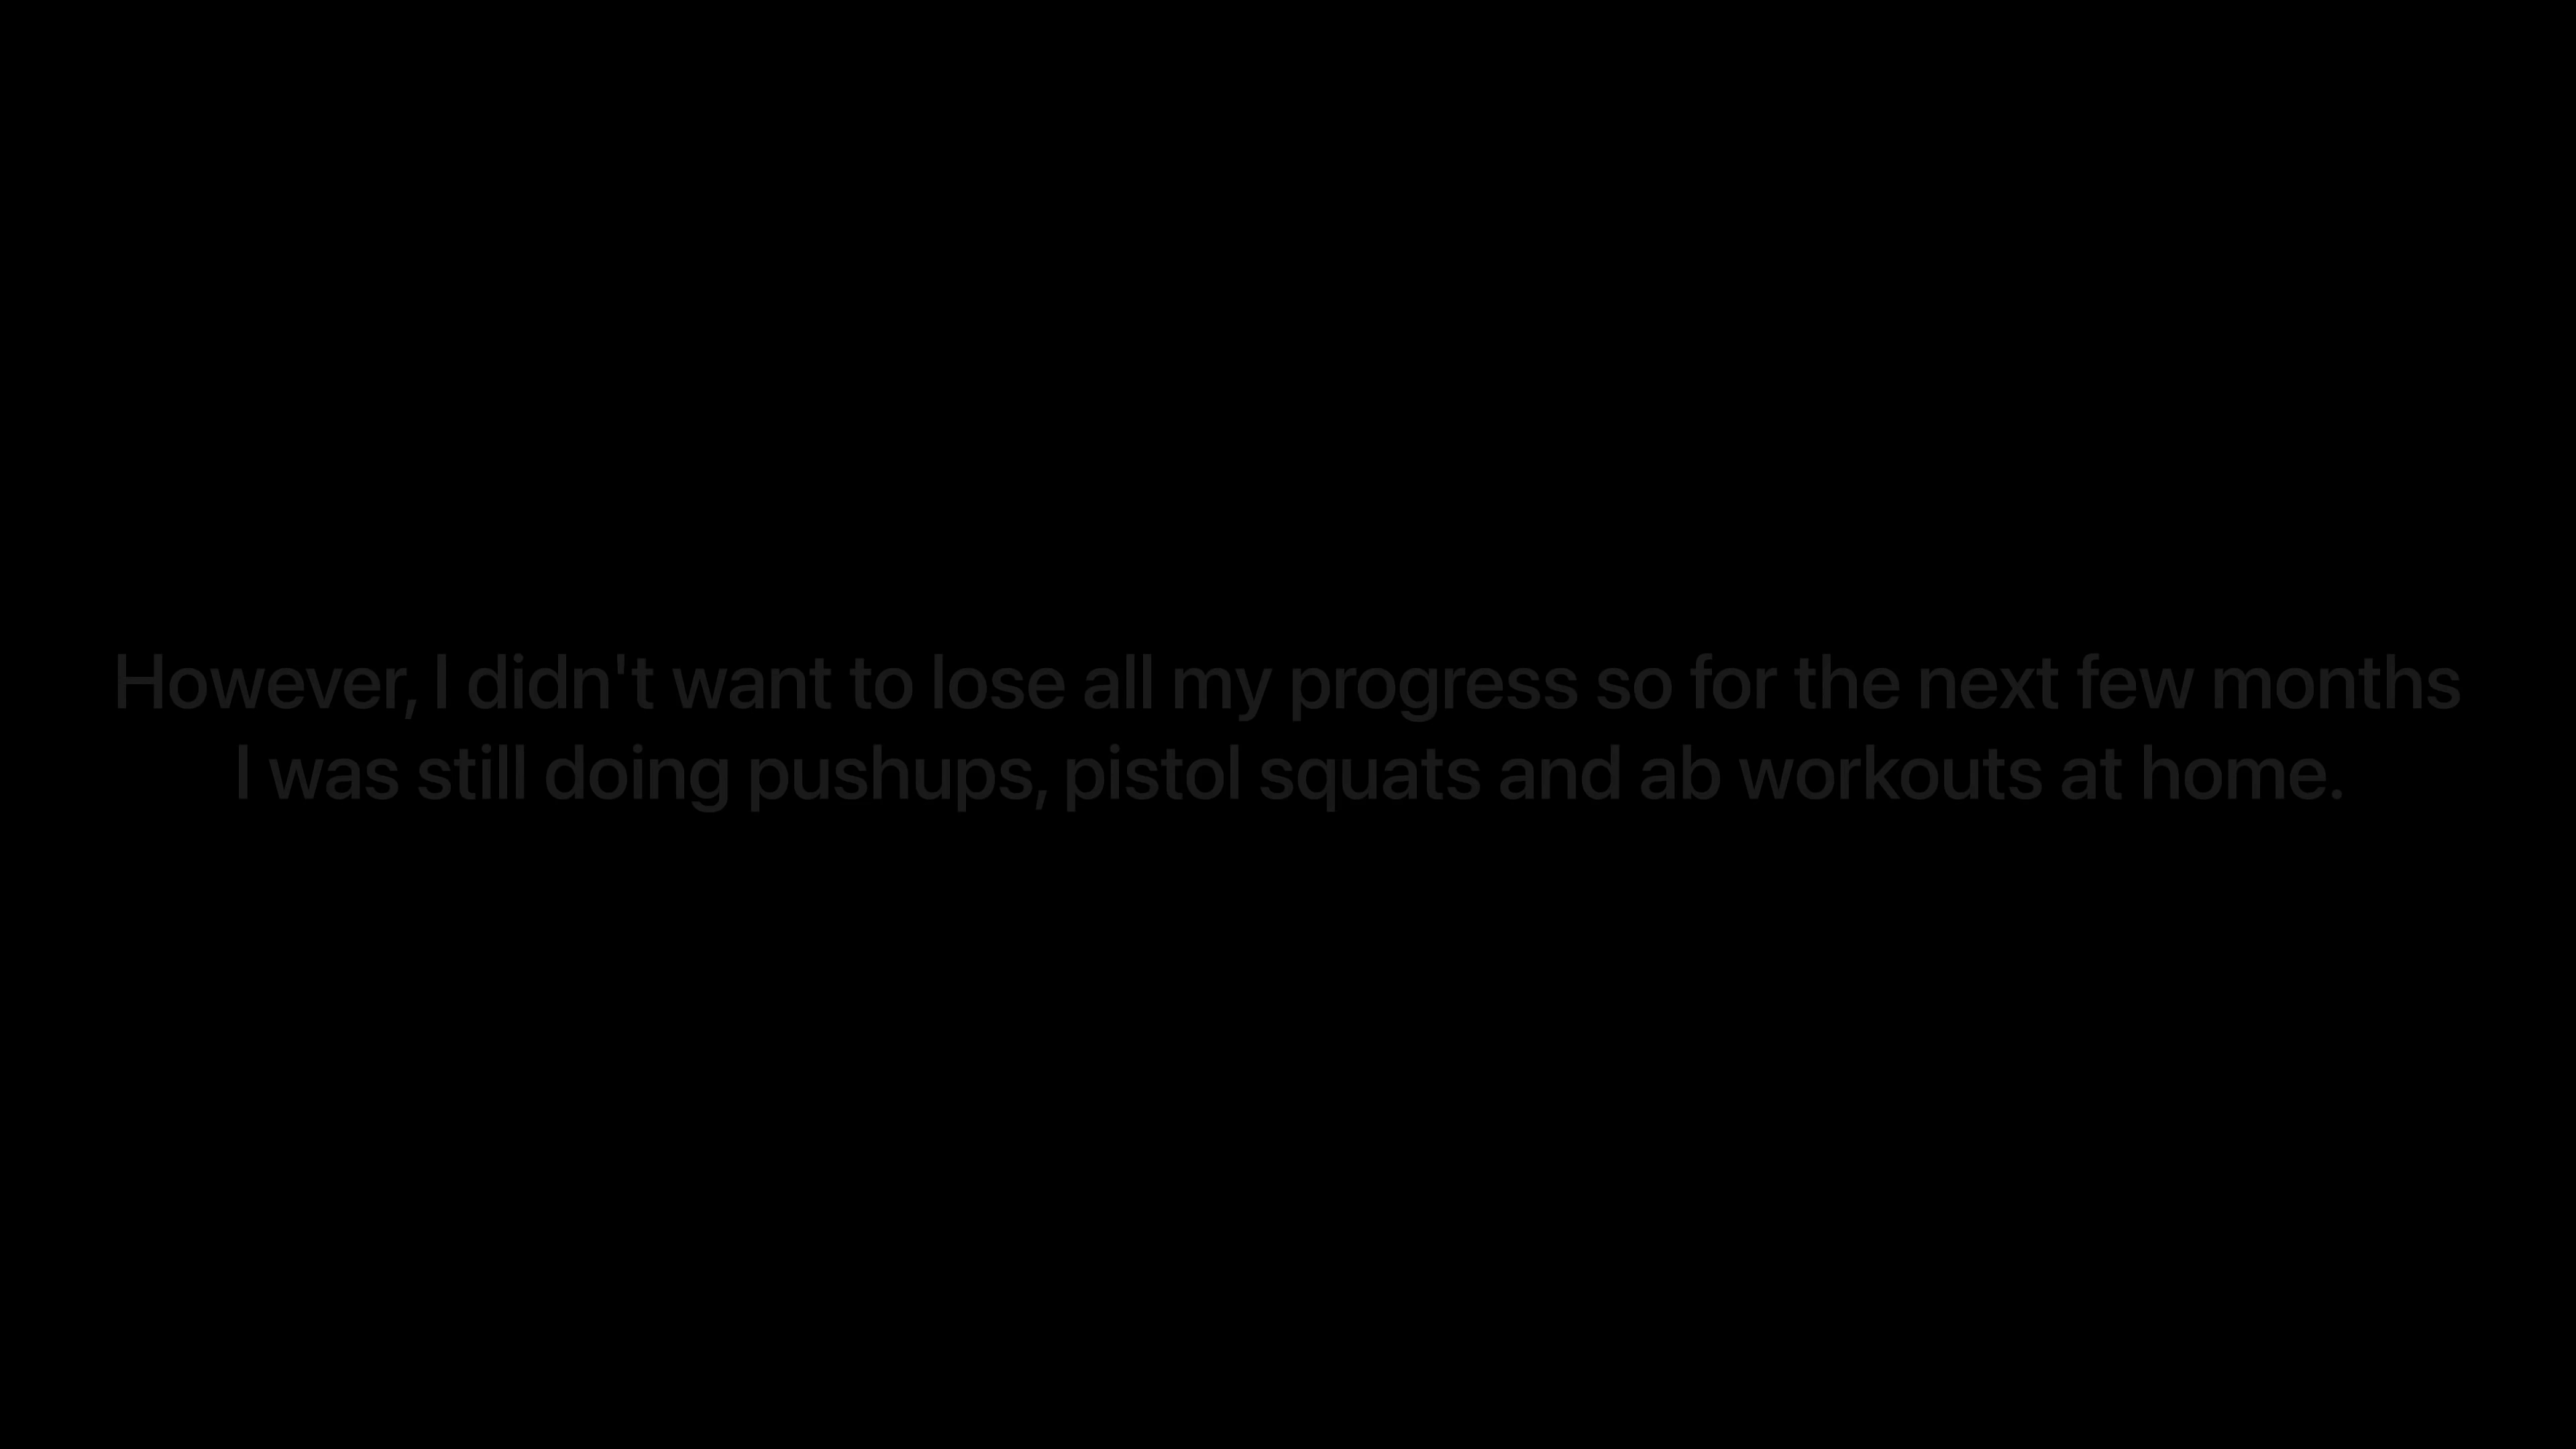 However, I didn't want to lose all my progress so for the next few months
I was still doing pushups, pistol squats and ab workouts at home.